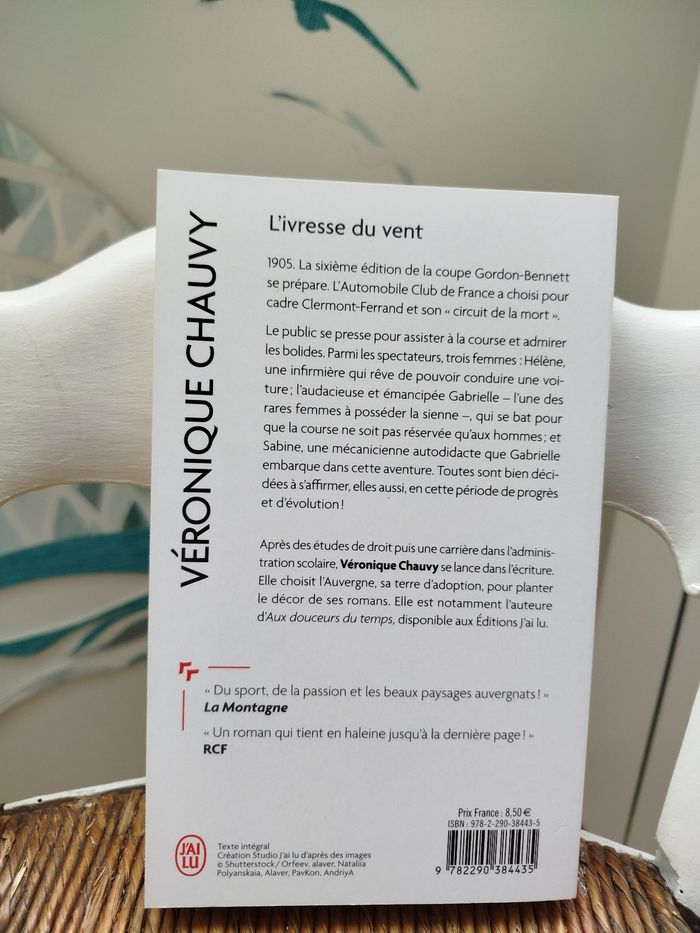 VÉRONIQUE CHAUVY
L'ivresse du vent
1905. La sixième édition de la coupe Gordon-Bennett
se prépare. L'Automobile Club de France a choisi pour
cadre Clermont-Ferrand et son « circuit de la mort ».
Le public se presse pour assister à la course et admirer
les bolides. Parmi les spectateurs, trois femmes : Hélène,
une infirmière qui rêve de pouvoir conduire une voi-
ture ; l'audacieuse et émancipée Gabrielle – l'une des
rares femmes à posséder la sienne –, qui se bat pour
que la course ne soit pas réservée qu'aux hommes ; et
Sabine, une mécanicienne autodidacte que Gabrielle
embarque dans cette aventure. Toutes sont bien déci-
dées à s'affirmer, elles aussi, en cette période de progrès
et d'évolution !
Après des études de droit puis une carrière dans l'adminis-
tration scolaire, Véronique Chauvy se lance dans l'écriture.
Elle choisit l'Auvergne, sa terre d'adoption, pour planter
le décor de ses romans. Elle est notamment l'auteure
d'Aux douceurs du temps, disponible aux Éditions J'ai lu.
« Du sport, de la passion et les beaux paysages auvergnats ! »
La Montagne
« Un roman qui tient en haleine jusqu'à la dernière page ! »
RCF
Prix France : 8,50 €
ISBN : 978-2-290-38443-5
J'AI
LU
Texte intégral
Création Studio J'ai lu d'après des images
© Shutterstock / Orfeev, alaver, Nataliia
Polyanskaia, Alaver, PavKon, AndriyA
9 782290 384435